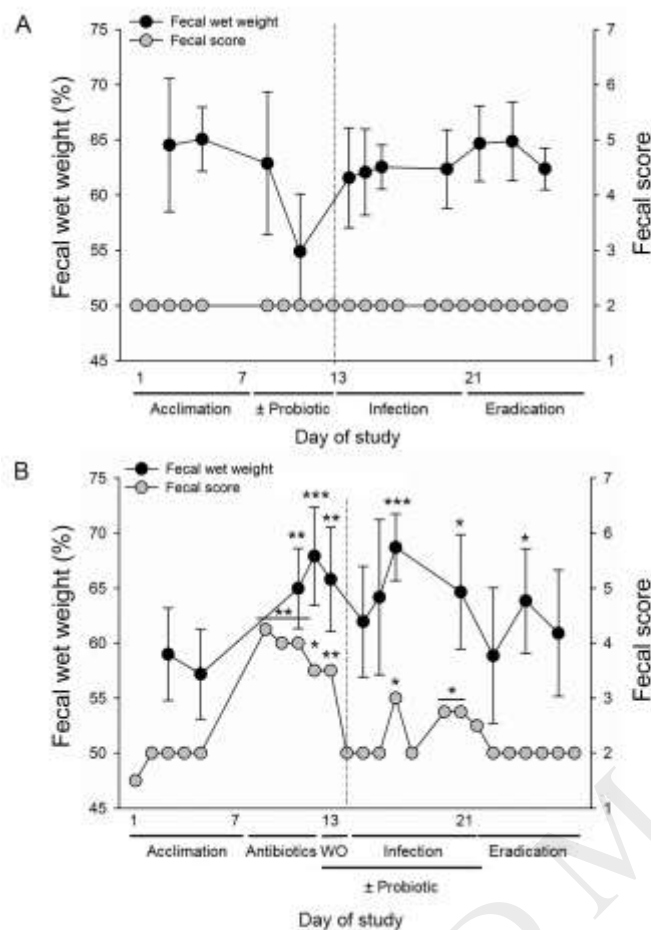 A
Fecal wet weight
Fecal score
Fecal wet weight (%)
75
70
65
60
55
50
45
Fecal score
7
6
5
4
3
2
1
1
7
13
21
Acclimation
± Probiotic
Infection
Eradication
Day of study
B
Fecal wet weight
Fecal score
Fecal wet weight (%)
75
70
65
60
55
50
45
Fecal score
7
6
5
4
3
2
1
***
**
**
**
*
**
***
*
*
*
*
1
7
13
21
Acclimation
Antibiotics
WO
Infection
Eradication
± Probiotic
Day of study
O M